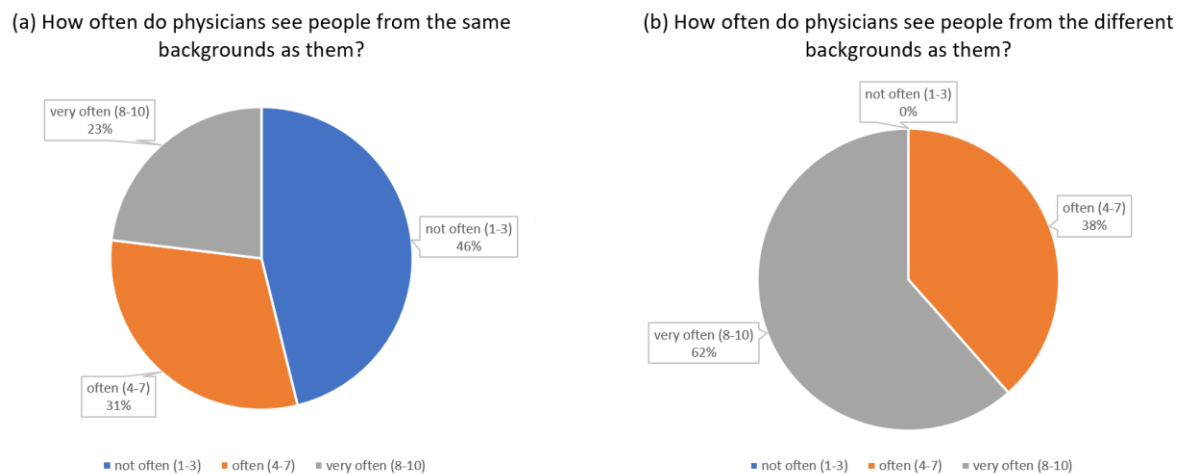 (a) How often do physicians see people from the same
backgrounds as them?
very often (8-10)
23%
not often (1-3)
46%
often (4-7)
31%
not often (1-3) often (4-7) very often (8-10)
(b) How often do physicians see people from the different
backgrounds as them?
not often (1-3)
0%
often (4-7)
38%
very often (8-10)
62%
not often (1-3) often (4-7) very often (8-10)